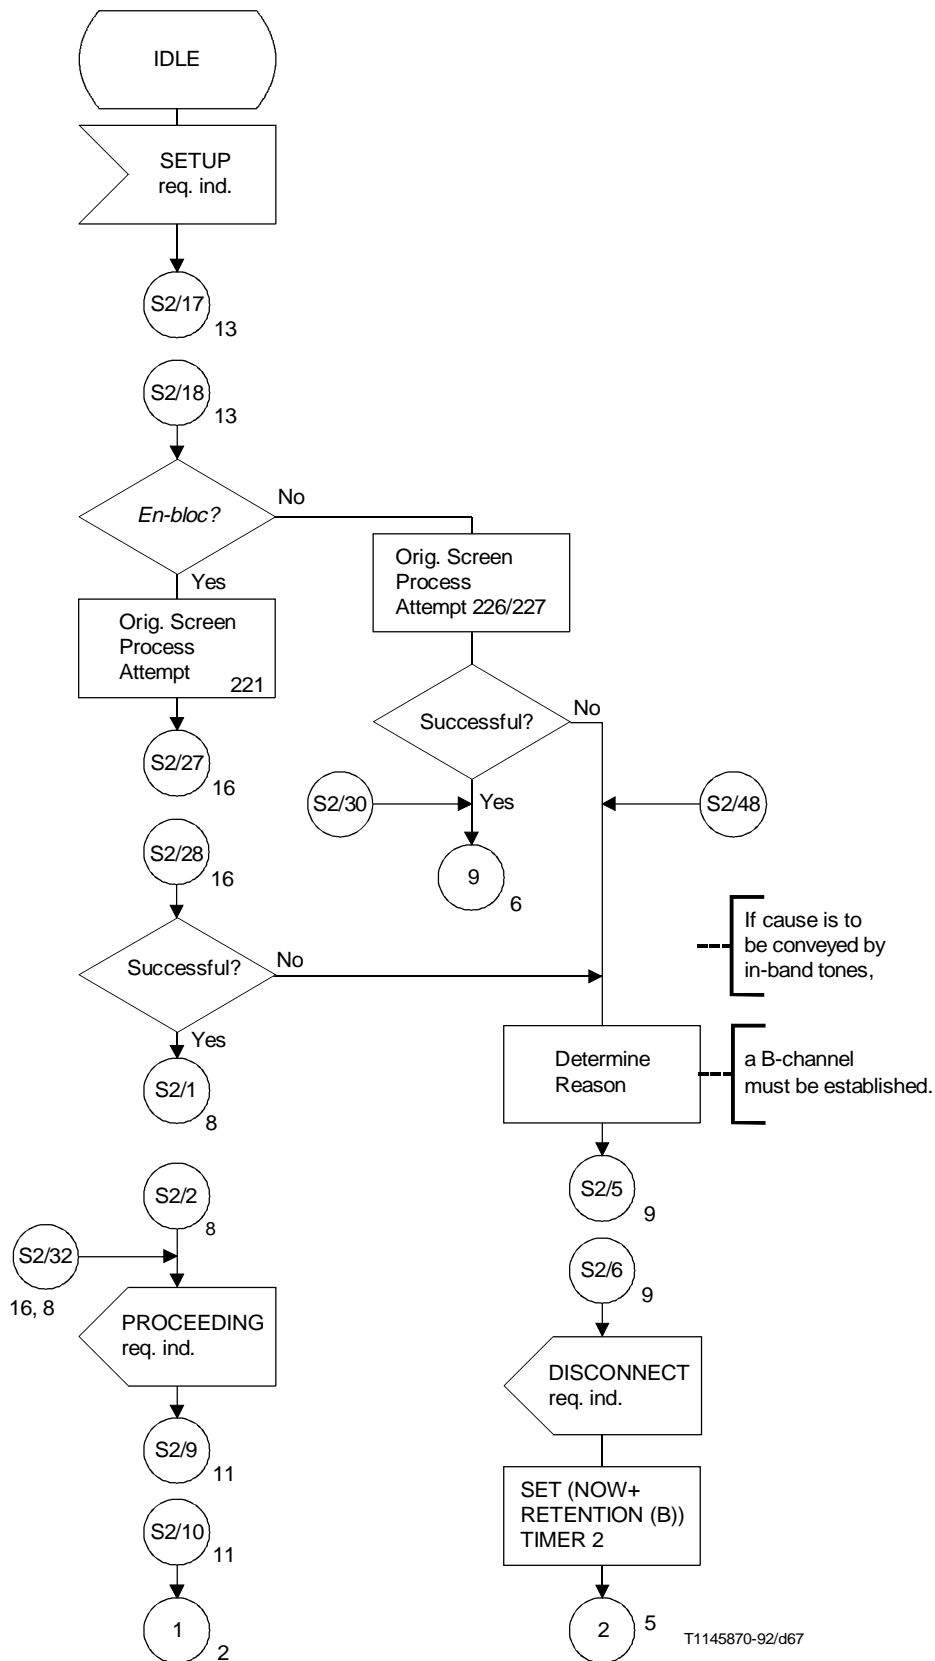 IDLE
SETUP
req. ind.
S2/17
13
S2/18
13
En-bloc?
No
Yes
Orig. Screen
Process
Attempt 226/227
Orig. Screen
Process
Attempt
221
Successful?
No
S2/27
16
S2/30
Yes
S2/48
S2/28
16
9
6
If cause is to
be conveyed by
in-band tones,
Successful?
No
Yes
Determine
Reason
a B-channel
must be established.
S2/1
8
S2/2
8
S2/5
9
S2/32
16, 8
S2/6
9
PROCEEDING
req. ind.
DISCONNECT
req. ind.
S2/9
11
SET (NOW+
RETENTION (B))
TIMER 2
S2/10
11
1
2
2
5
T1145870-92/d67